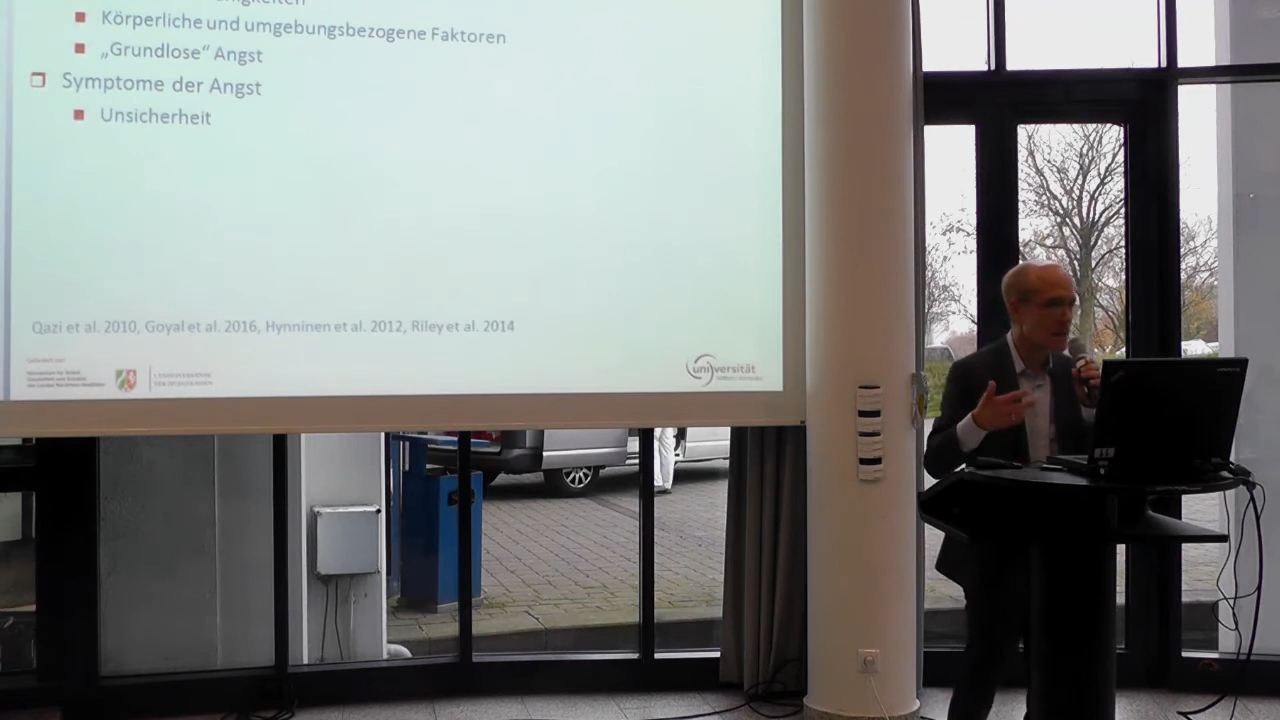 Körperliche und umgebungsbezogene Faktoren
„Grundlose“ Angst
Symptome der Angst
Unsicherheit
Qazi et al. 2010, Goyal et al. 2016, Hynninen et al. 2012, Riley et al. 2014
universität